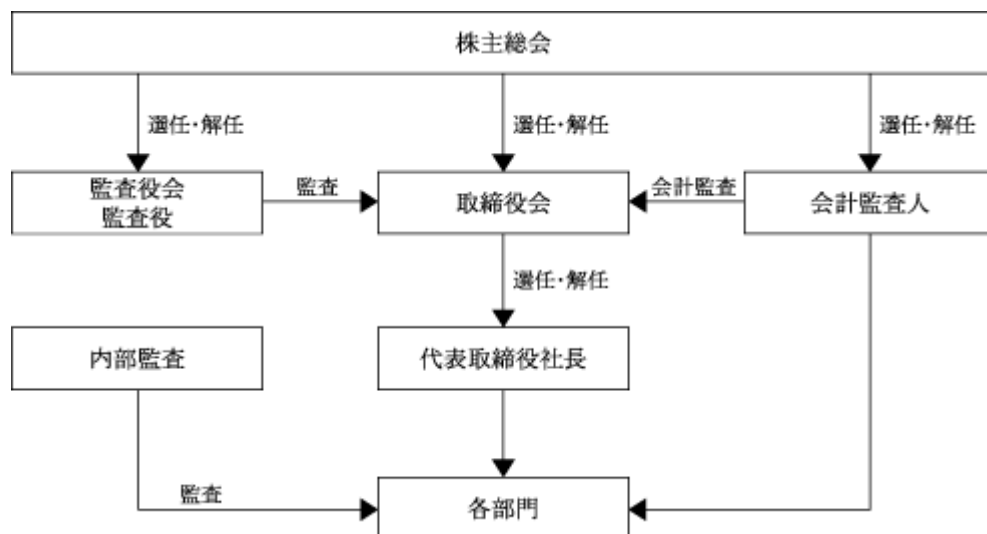 株主総会
選任・解任
選任・解任
選任・解任
監査役会
監査役
監査
取締役会
会計監査
会計監査人
選任・解任
内部監査
代表取締役社長
監査
各部門